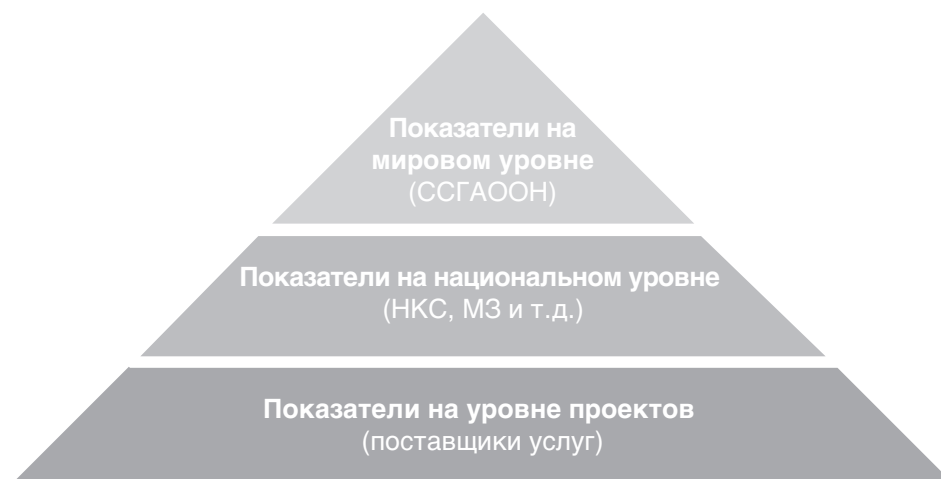 Показатели на
мировом уровне
(ССГАООН)
Показатели на национальном уровне
(НКС, МЗ и т.д.)
Показатели на уровне проектов
(поставщики услуг)